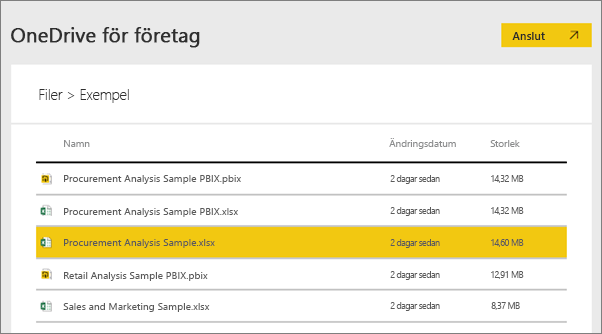 OneDrive för företag
Anslut
Filer > Exempel
Namn Ändringsdatum Storlek
Procurement Analysis Sample PBIX.pbix 2 dagar sedan 14,32 MB
Procurement Analysis Sample PBIX.xlsx 2 dagar sedan 14,32 MB
Procurement Analysis Sample.xlsx 2 dagar sedan 14,60 MB
Retail Analysis Sample PBIX.pbix 2 dagar sedan 12,91 MB
Sales and Marketing Sample.xlsx 2 dagar sedan 8,37 MB